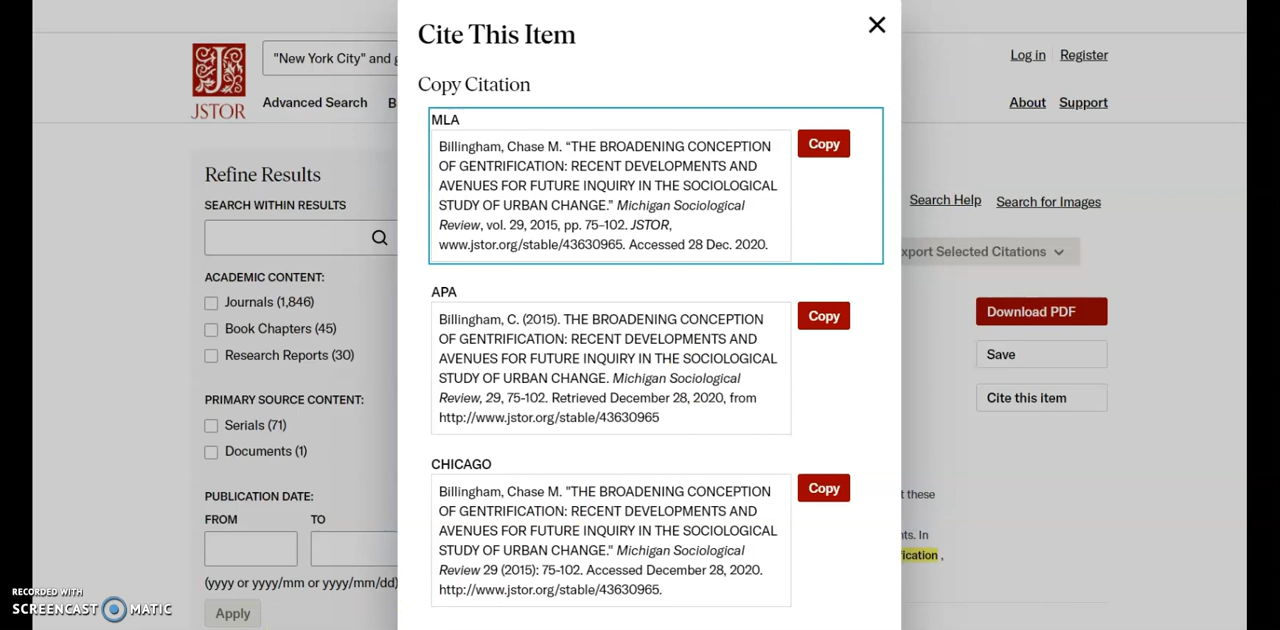 Cite This Item
Copy Citation
MLA
Billingham, Chase M. “THE BROADENING CONCEPTION
OF GENTRIFICATION: RECENT DEVELOPMENTS AND
AVENUES FOR FUTURE INQUIRY IN THE SOCIOLOGICAL
STUDY OF URBAN CHANGE.” Michigan Sociological
Review, vol. 29, 2015, pp. 75–102. JSTOR,
www.jstor.org/stable/43630965. Accessed 28 Dec. 2020.
Copy
APA
Billingham, C. (2015). THE BROADENING CONCEPTION
OF GENTRIFICATION: RECENT DEVELOPMENTS AND
AVENUES FOR FUTURE INQUIRY IN THE SOCIOLOGICAL
STUDY OF URBAN CHANGE. Michigan Sociological
Review, 29, 75-102. Retrieved December 28, 2020, from
http://www.jstor.org/stable/43630965
Copy
CHICAGO
Billingham, Chase M. "THE BROADENING CONCEPTION
OF GENTRIFICATION: RECENT DEVELOPMENTS AND
AVENUES FOR FUTURE INQUIRY IN THE SOCIOLOGICAL
STUDY OF URBAN CHANGE." Michigan Sociological
Review 29 (2015): 75-102. Accessed December 28, 2020.
http://www.jstor.org/stable/43630965.
Copy
JSTOR
"New York City" and g
Advanced Search B
Log in Register
About Support
Refine Results
SEARCH WITHIN RESULTS
ACADEMIC CONTENT:
Journals (1,846)
Book Chapters (45)
Research Reports (30)
PRIMARY SOURCE CONTENT:
Serials (71)
Documents (1)
PUBLICATION DATE:
FROM TO
(yyyy or yyyy/mm or yyyy/mm/dd)
Apply
Search Help Search for Images
xport Selected Citations
Download PDF
Save
Cite this item
t these
nts. In
ication ,
RECORDED WITH
SCREENCAST MATIC